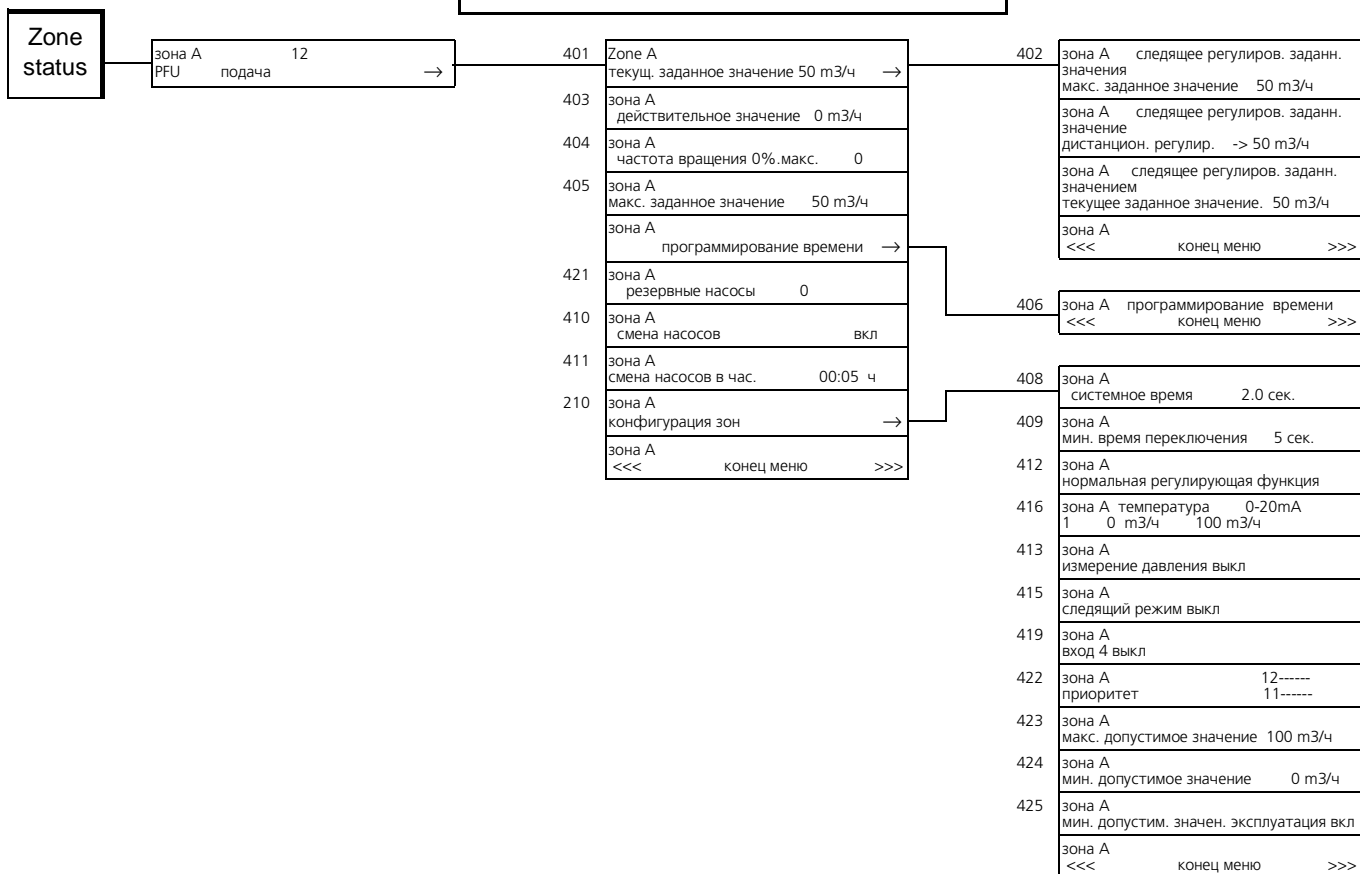 Zone
status
зона А 12
PFU подача →
401 Zone A
текущ. заданное значение 50 m3/ч →
403 зона А
действительное значение 0 m3/ч
404 зона А
частота вращения 0%.макс. 0
405 зона А
макс. заданное значение 50 m3/ч
зона А
программирование времени →
421 зона А
резервные насосы 0
410 зона А
смена насосов вкл
411 зона А
смена насосов в час. 00:05 ч
210 зона А
конфигурация зон →
зона А
<<< конец меню >>>
402 зона А следящее регулиров. заданн.
значения
макс. заданное значение 50 m3/ч
зона А следящее регулиров. заданн.
значение
дистанцион. регулир. -> 50 m3/ч
зона А следящее регулиров. заданн.
значением
текущее заданное значение. 50 m3/ч
зона А
<<< конец меню >>>
406 зона А программирование времени
<<< конец меню >>>
408 зона А
системное время 2.0 сек.
409 зона А
мин. время переключения 5 сек.
412 зона А
нормальная регулирующая функция
416 зона А температура 0-20mA
1 0 m3/ч 100 m3/ч
413 зона А
измерение давления выкл
415 зона А
следящий режим выкл
419 зона А
вход 4 выкл
422 зона А 12------
приоритет 11------
423 зона А
макс. допустимое значение 100 m3/ч
424 зона А
мин. допустимое значение 0 m3/ч
425 зона А
мин. допустим. значен. эксплуатация вкл
зона А
<<< конец меню >>>